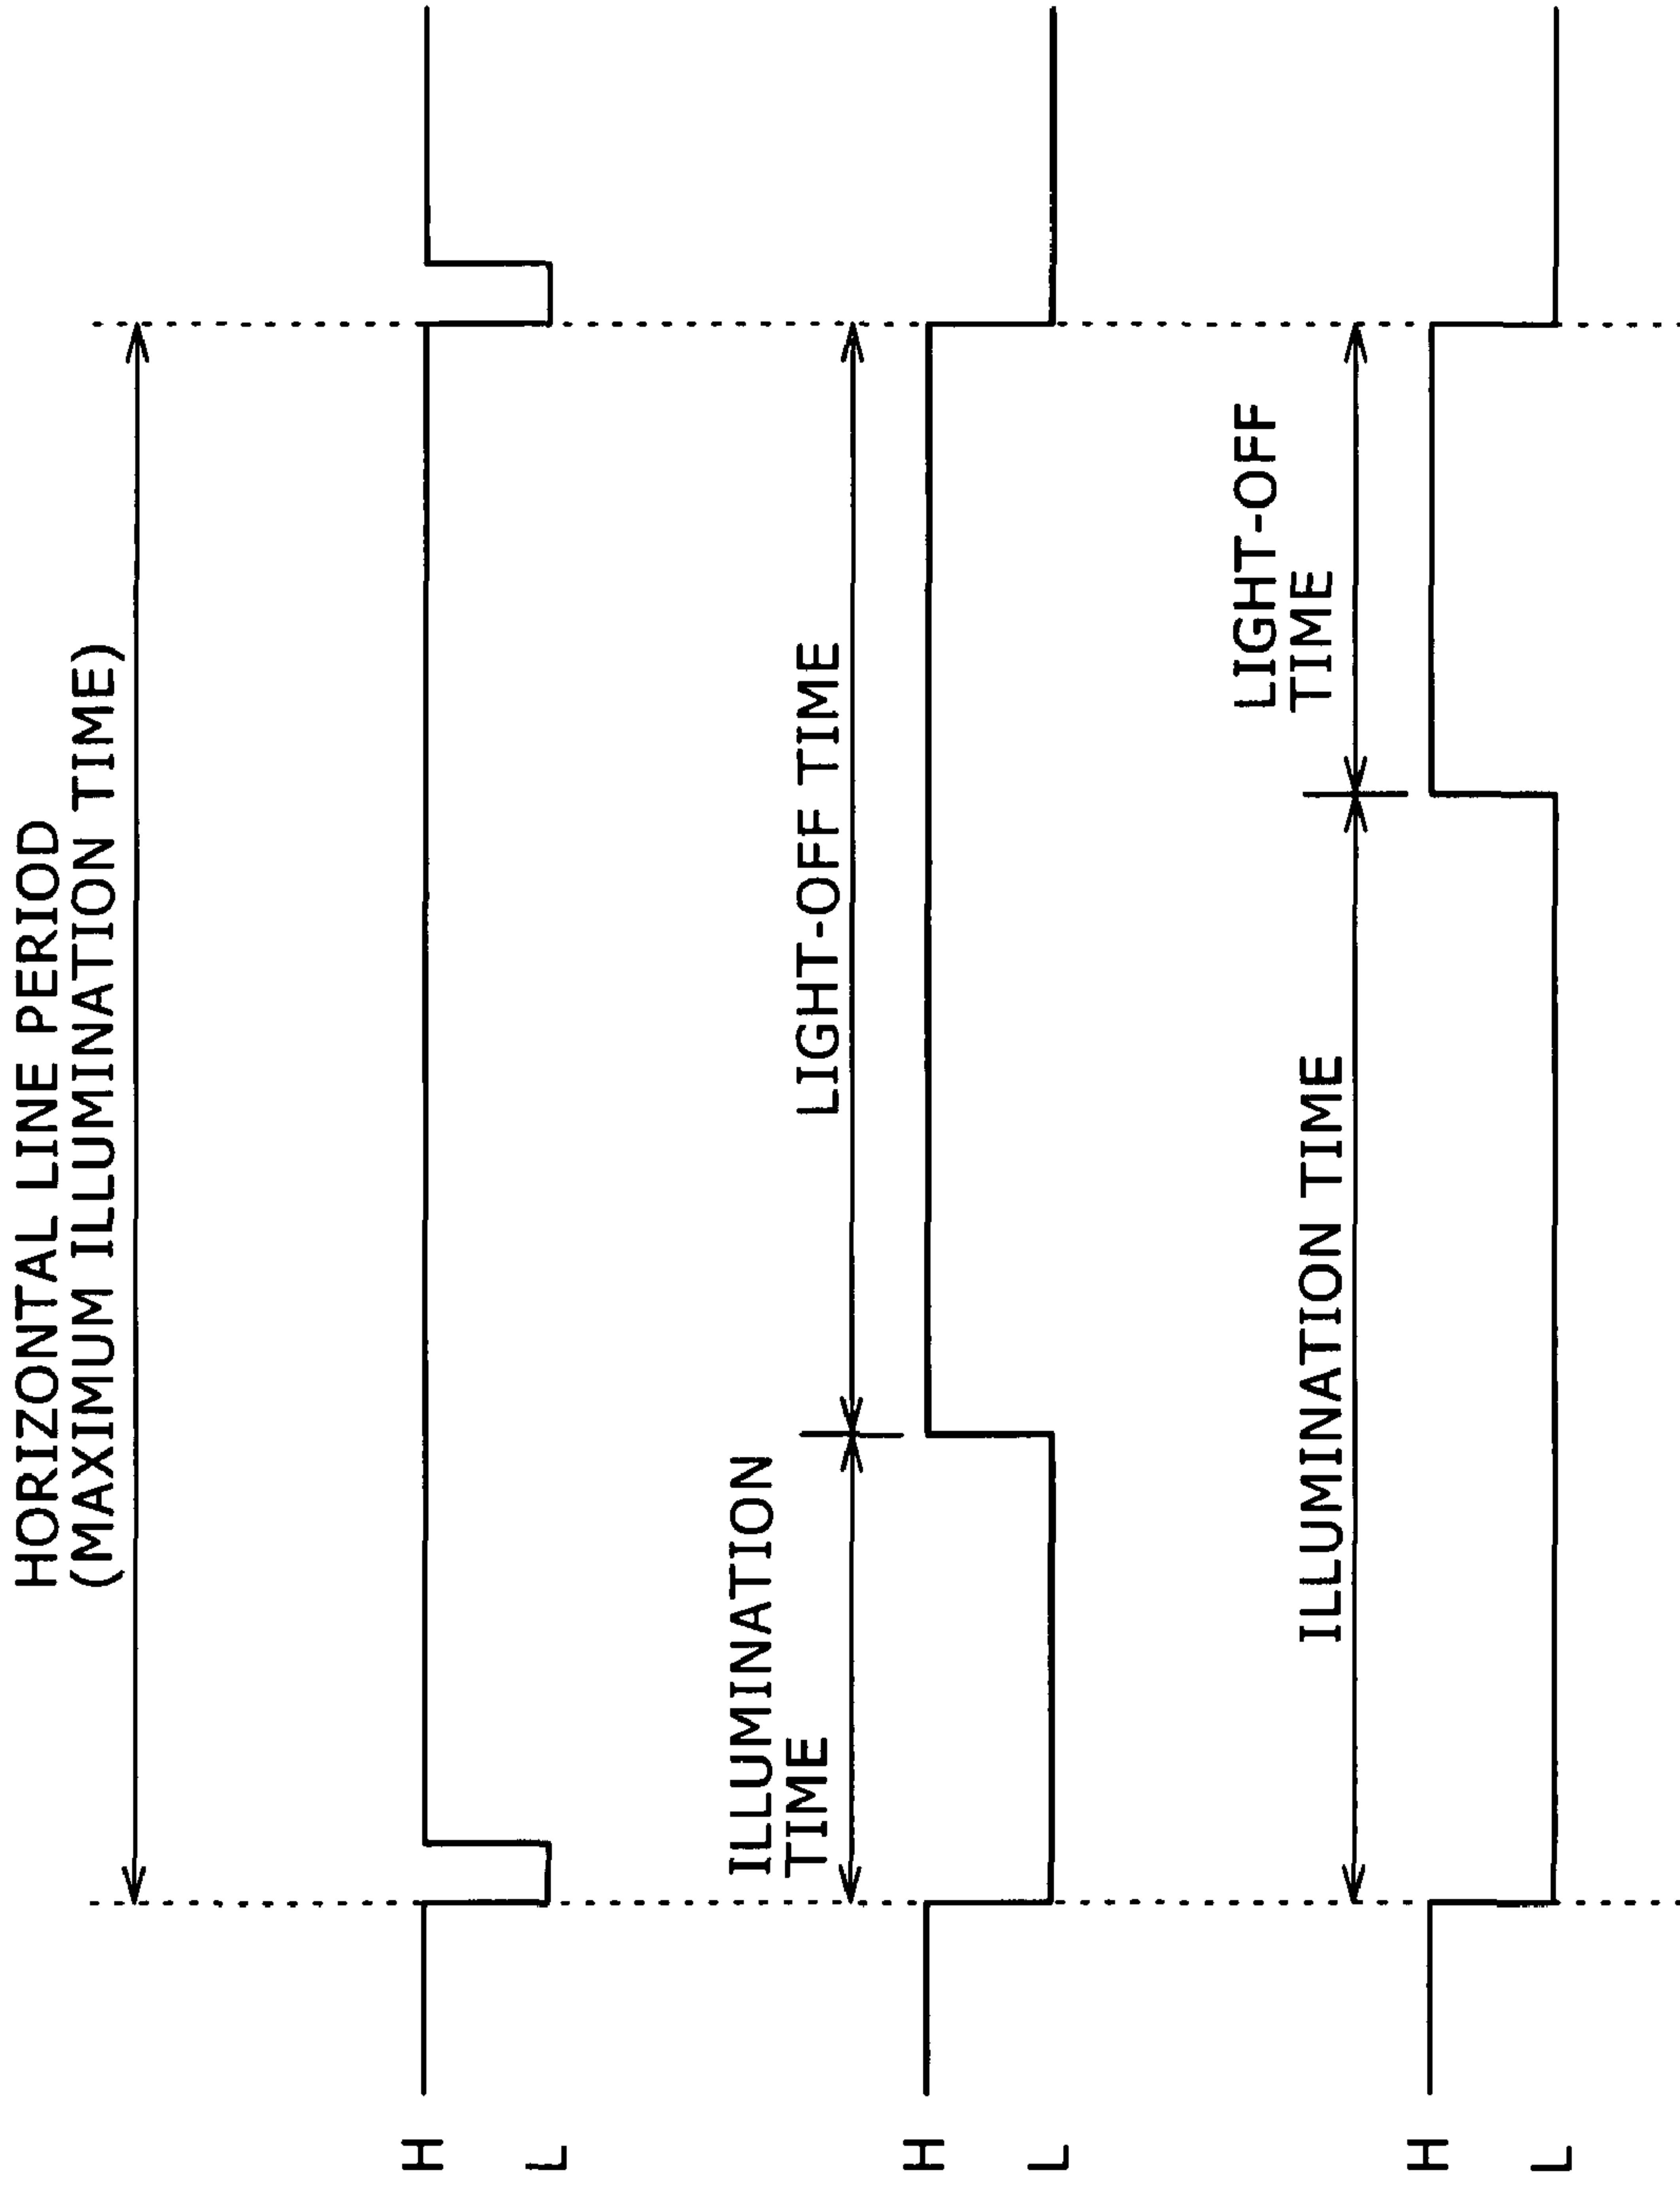 HORIZONTAL LINE PERIOD
(MAXIMUM ILLUMINATION TIME)
H
L
ILLUMINATION
TIME
LIGHT-OFF TIME
H
L
ILLUMINATION TIME
LIGHT-OFF
TIME
H
L